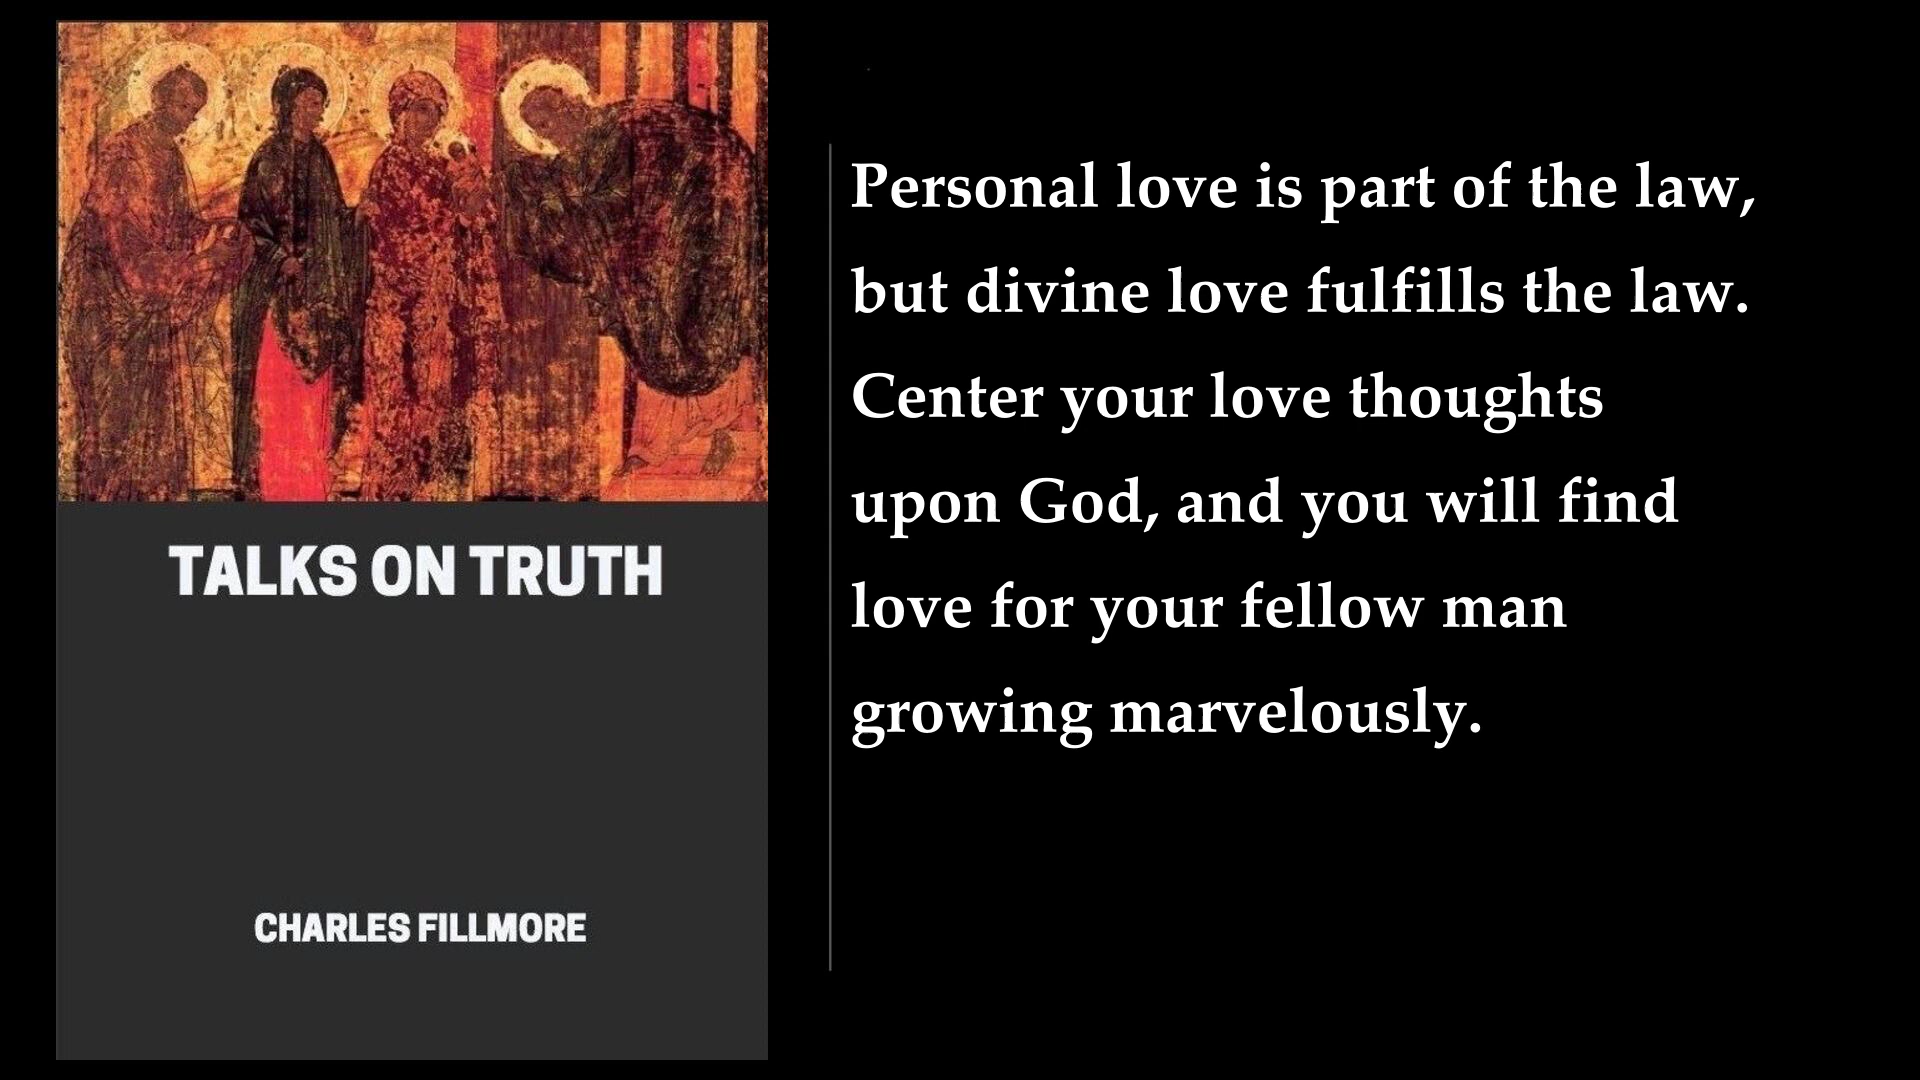 TALKS ON TRUTH
CHARLES FILLMORE
Personal love is part of the law,
but divine love fulfills the law.
Center your love thoughts
upon God, and you will find
love for your fellow man
growing marvelously.